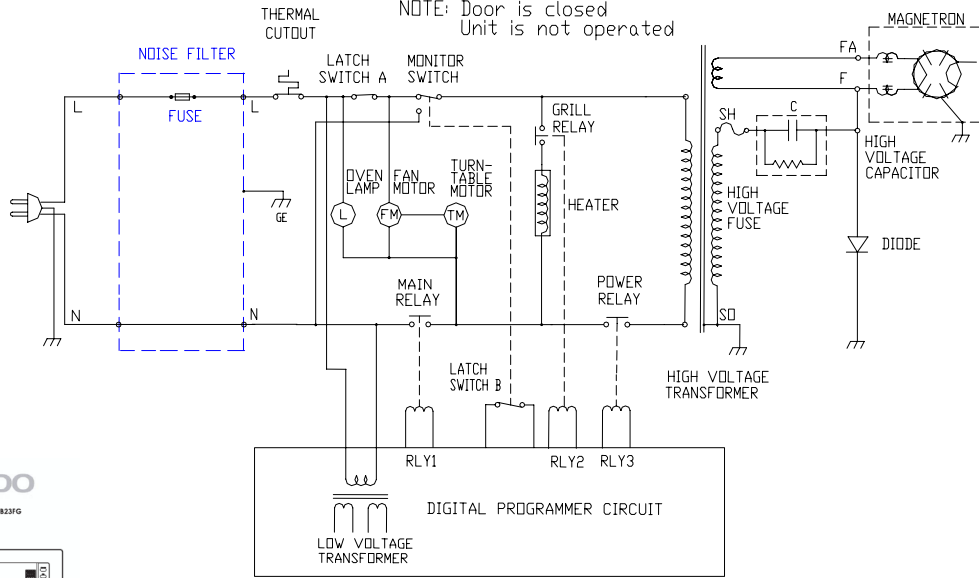 NOTE: Door is closed
Unit is not operated
THERMAL
CUTOUT
MAGNETRON
NOISE FILTER
LATCH
SWITCH A
MONITOR
SWITCH
FA
F
L
FUSE
L
GRILL
RELAY
SH
C
HIGH
VOLTAGE
CAPACITOR
OVEN
LAMP
FAN
MOTOR
TURN-
TABLE
MOTOR
GE
L
FM
TM
HEATER
HIGH
VOLTAGE
FUSE
DIODE
MAIN
RELAY
POWER
RELAY
N
N
SO
LATCH
SWITCH B
HIGH VOLTAGE
TRANSFORMER
RLY1
RLY2
RLY3
DIGITAL PROGRAMMER CIRCUIT
LOW VOLTAGE
TRANSFORMER
B23FG